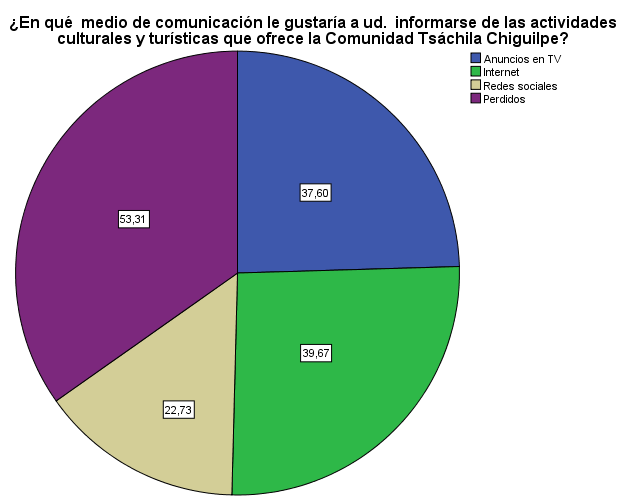 ¿En qué  medio de comunicación le gustaría a ud.  informarse de las actividades
culturales y turísticas que ofrece la Comunidad Tsáchila Chiguilpe?
Anuncios en TV
Internet
Redes sociales
Perdidos
37,60
53,31
39,67
22,73